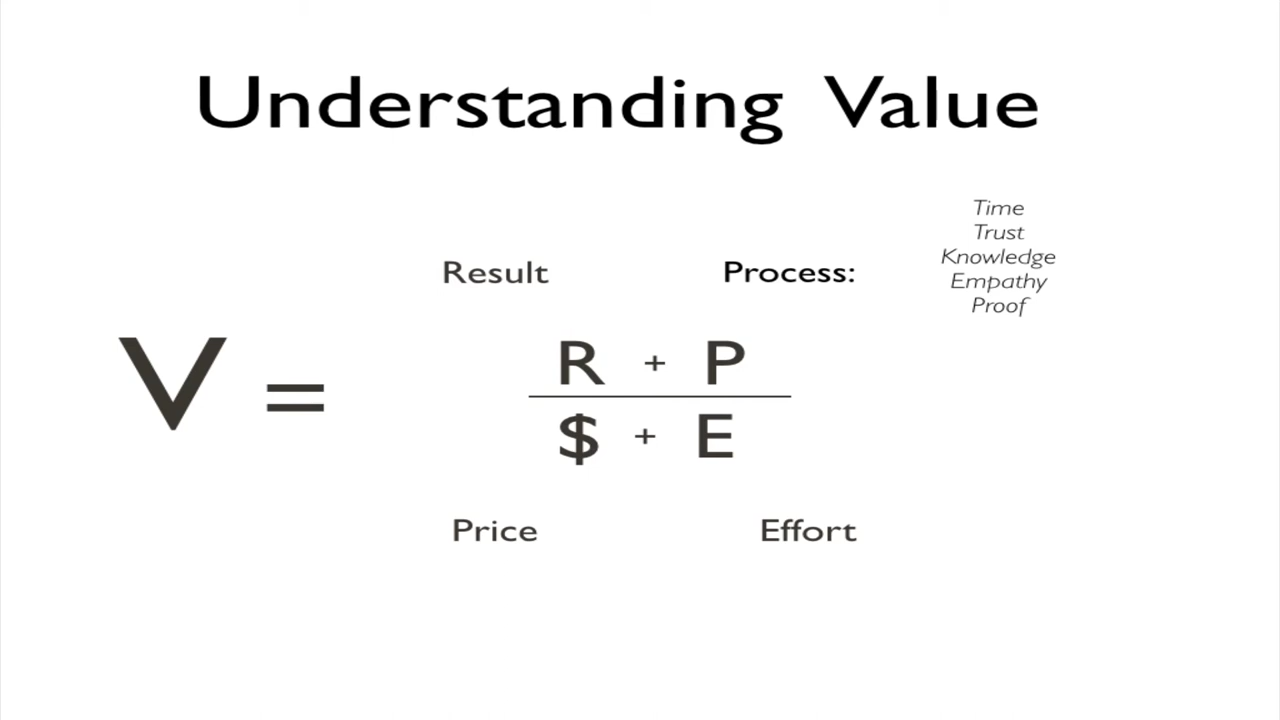 Understanding Value
Time
Trust
Knowledge
Empathy
Proof
Result
Process:
V =
R + P
$ + E
Price
Effort